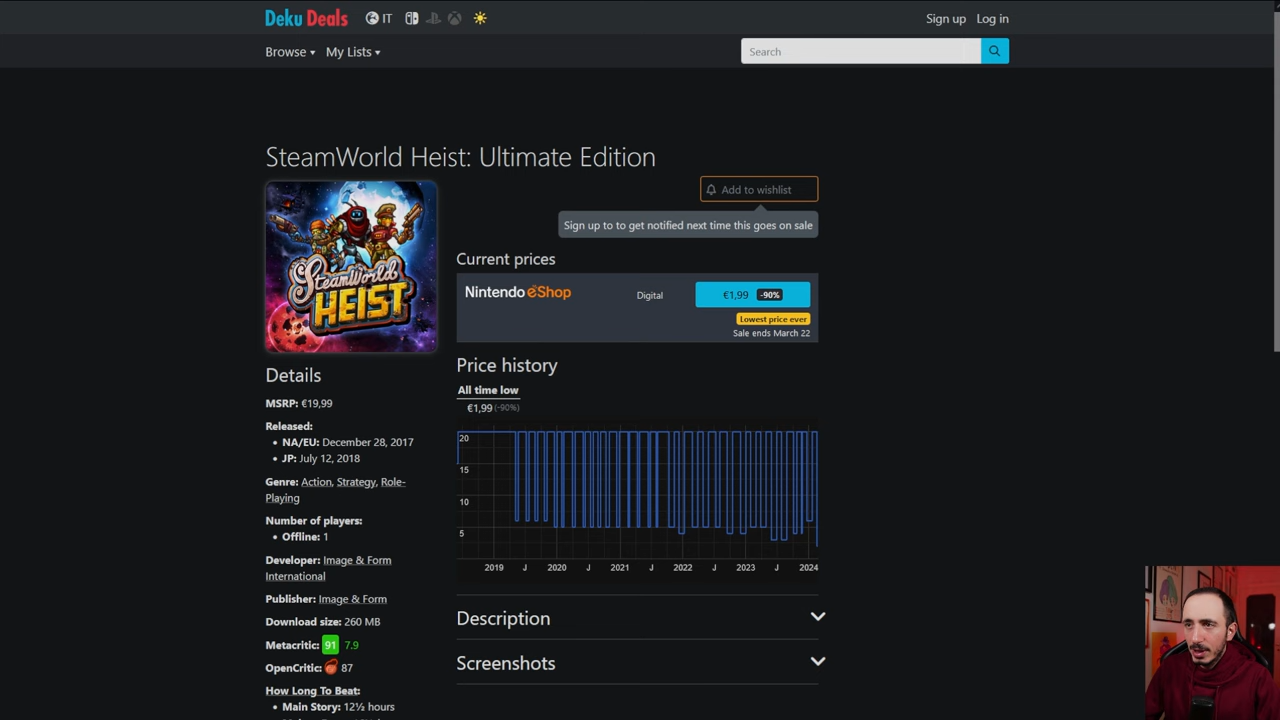 Deku Deals IT
Sign up Log in
Browse My Lists
Search
SteamWorld Heist: Ultimate Edition
SteamWorld
HEIST
Add to wishlist
Sign up to to get notified next time this goes on sale
Current prices
Nintendo eShop Digital €1,99 -90%
Lowest price ever
Sale ends March 22
Price history
All time low
€1,99 (-90%)
20
15
10
5
2019 J 2020 J 2021 J 2022 J 2023 J 2024
Details
MSRP: €19,99
Released:
NA/EU: December 28, 2017
JP: July 12, 2018
Genre: Action, Strategy, Role-
Playing
Number of players:
Offline: 1
Developer: Image & Form
International
Publisher: Image & Form
Download size: 260 MB
Metacritic: 91 7.9
OpenCritic: 87
How Long To Beat:
Main Story: 12½ hours
Description
Screenshots